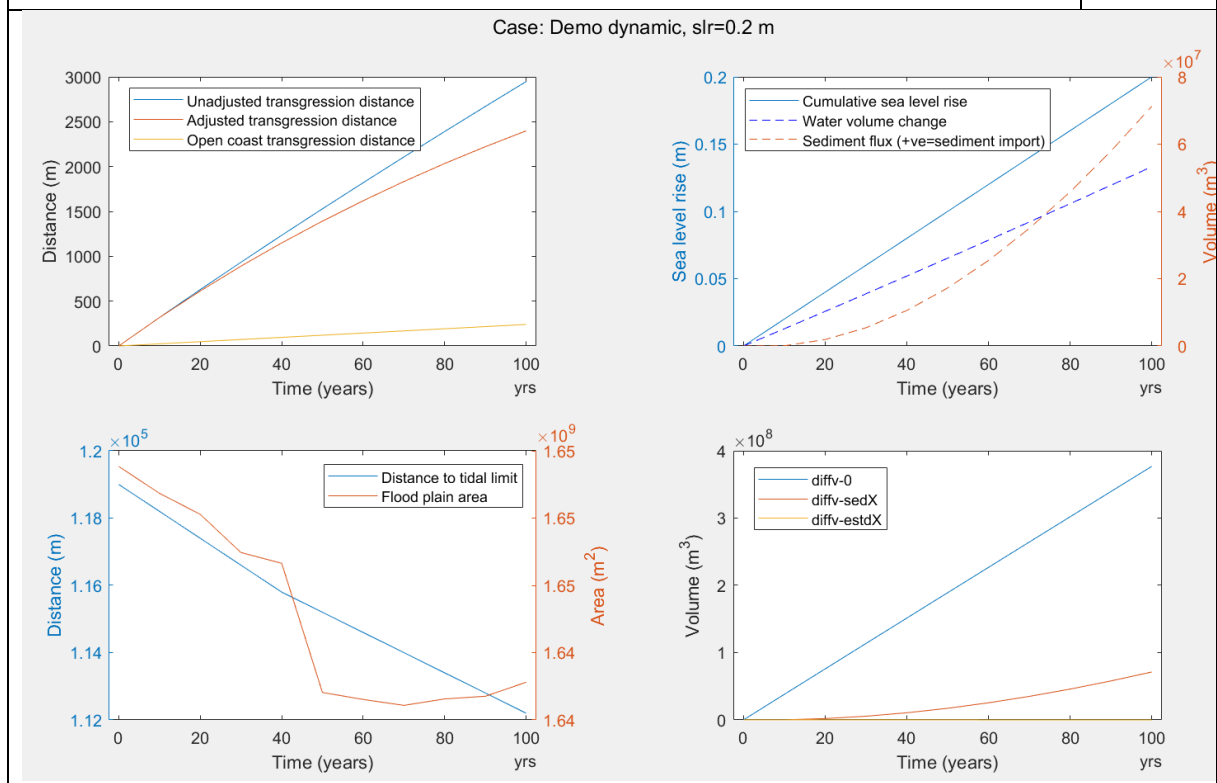 Case: Demo dynamic, slr=0.2 m
3000
2500
2000
1500
1000
500
0
Distance (m)
Unadjusted transgression distance
Adjusted transgression distance
Open coast transgression distance
0 20 40 60 80 100
Time (years) yrs
0.2
0.15
0.1
0.05
0
Sea level rise (m)
Cumulative sea level rise
Water volume change
Sediment flux (+ve=sediment import)
×10⁷
8
6
4
2
0
Volume (m³)
0 20 40 60 80 100
Time (years) yrs
×10⁵
1.2
1.18
1.16
1.14
1.12
Distance (m)
Distance to tidal limit
Flood plain area
×10⁹
1.65
1.65
1.65
1.64
1.64
Area (m²)
0 20 40 60 80 100
Time (years) yrs
×10⁸
4
3
2
1
0
Volume (m³)
diffv-0
diffv-sedX
diffv-estdX
0 20 40 60 80 100
Time (years) yrs